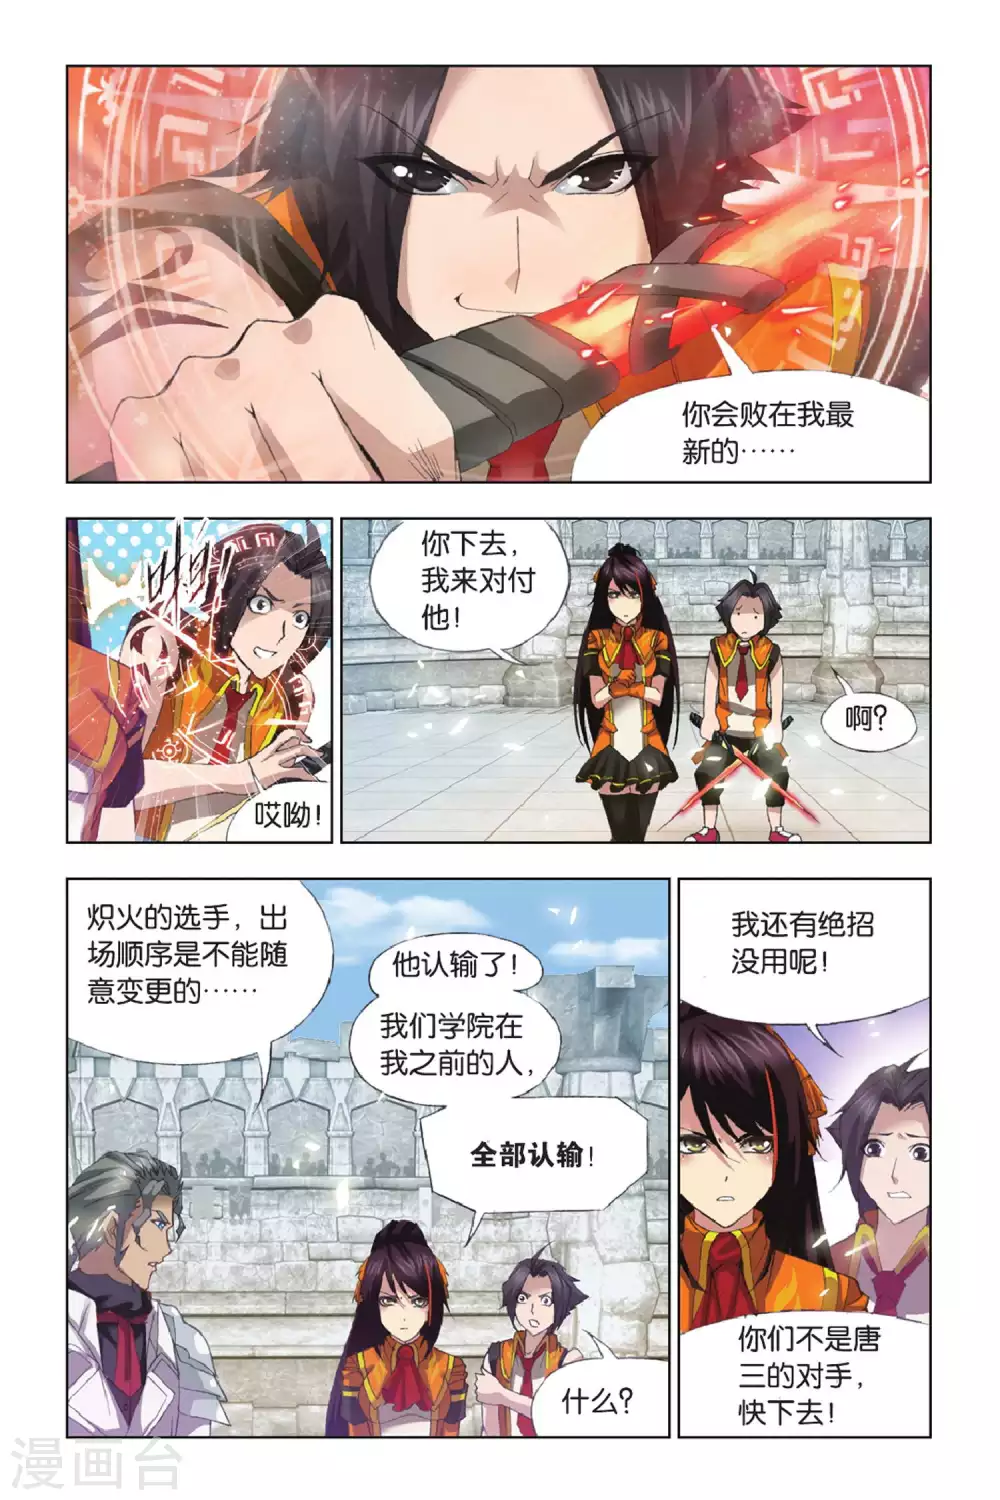 你会败在我最
新的……
哎呦!
你下去,
我来对付
他!
啊?
炽火的选手,出
场顺序是不能随
意变更的……
他认输了!
我们学院在
我之前的人,
全部认输!
什么?
我还有绝招
没用呢!
你们不是唐
三的对手,
快下去!
漫画台